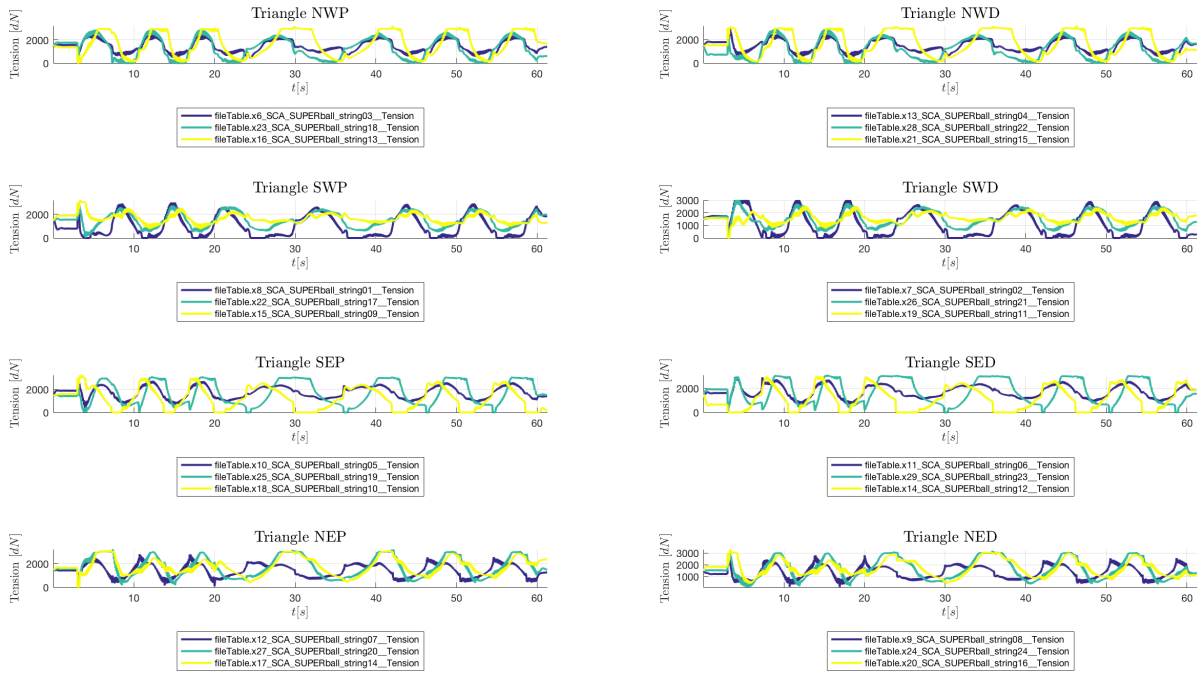 Triangle NWP
Tension [dN]
2000
0
10 20 30 40 50 60
t[s]
fileTable.x6_SCA_SUPERball_string03__Tension
fileTable.x23_SCA_SUPERball_string18__Tension
fileTable.x16_SCA_SUPERball_string13__Tension
Triangle NWD
Tension [dN]
2000
0
10 20 30 40 50 60
t[s]
fileTable.x13_SCA_SUPERball_string04__Tension
fileTable.x28_SCA_SUPERball_string22__Tension
fileTable.x21_SCA_SUPERball_string15__Tension
Triangle SWP
Tension [dN]
2000
0
10 20 30 40 50 60
t[s]
fileTable.x8_SCA_SUPERball_string01__Tension
fileTable.x22_SCA_SUPERball_string17__Tension
fileTable.x15_SCA_SUPERball_string09__Tension
Triangle SWD
Tension [dN]
3000
2000
1000
0
10 20 30 40 50 60
t[s]
fileTable.x7_SCA_SUPERball_string02__Tension
fileTable.x26_SCA_SUPERball_string21__Tension
fileTable.x19_SCA_SUPERball_string11__Tension
Triangle SEP
Tension [dN]
2000
0
10 20 30 40 50 60
t[s]
fileTable.x10_SCA_SUPERball_string05__Tension
fileTable.x25_SCA_SUPERball_string19__Tension
fileTable.x18_SCA_SUPERball_string10__Tension
Triangle SED
Tension [dN]
2000
0
10 20 30 40 50 60
t[s]
fileTable.x11_SCA_SUPERball_string06__Tension
fileTable.x29_SCA_SUPERball_string23__Tension
fileTable.x14_SCA_SUPERball_string12__Tension
Triangle NEP
Tension [dN]
2000
0
10 20 30 40 50 60
t[s]
fileTable.x12_SCA_SUPERball_string07__Tension
fileTable.x27_SCA_SUPERball_string20__Tension
fileTable.x17_SCA_SUPERball_string14__Tension
Triangle NED
Tension [dN]
3000
2000
1000
10 20 30 40 50 60
t[s]
fileTable.x9_SCA_SUPERball_string08__Tension
fileTable.x24_SCA_SUPERball_string24__Tension
fileTable.x20_SCA_SUPERball_string16__Tension